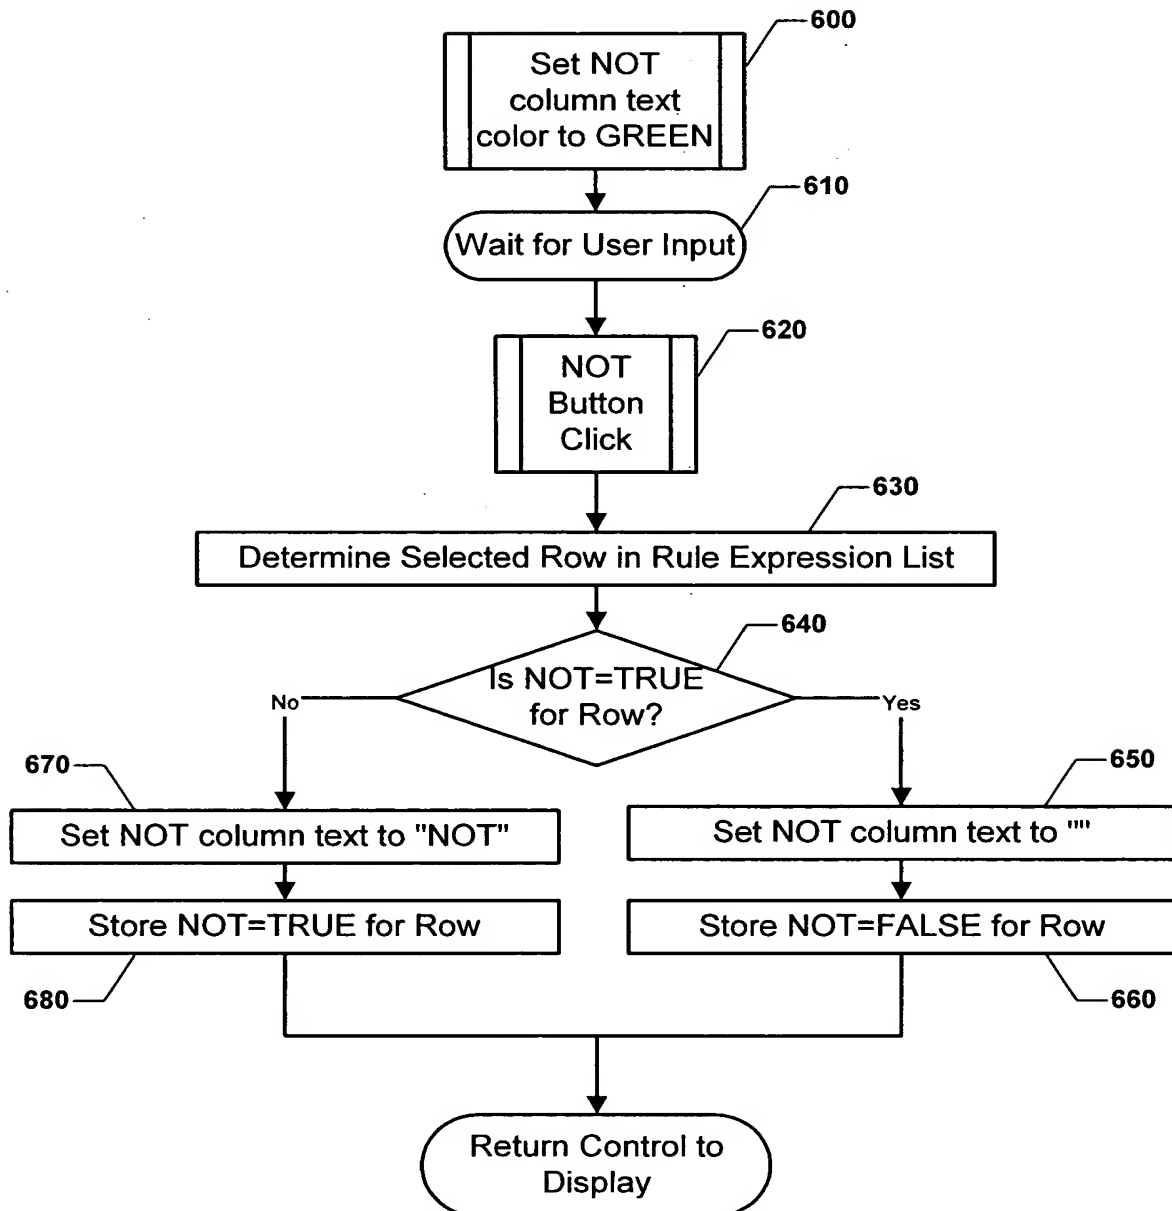 600
Set NOT
column text
color to GREEN
610
Wait for User Input
620
NOT
Button
Click
630
Determine Selected Row in Rule Expression List
640
Is NOT=TRUE
for Row?
No
Yes
670
650
Set NOT column text to "NOT"
Set NOT column text to ""
Store NOT=TRUE for Row
Store NOT=FALSE for Row
680
660
Return Control to
Display